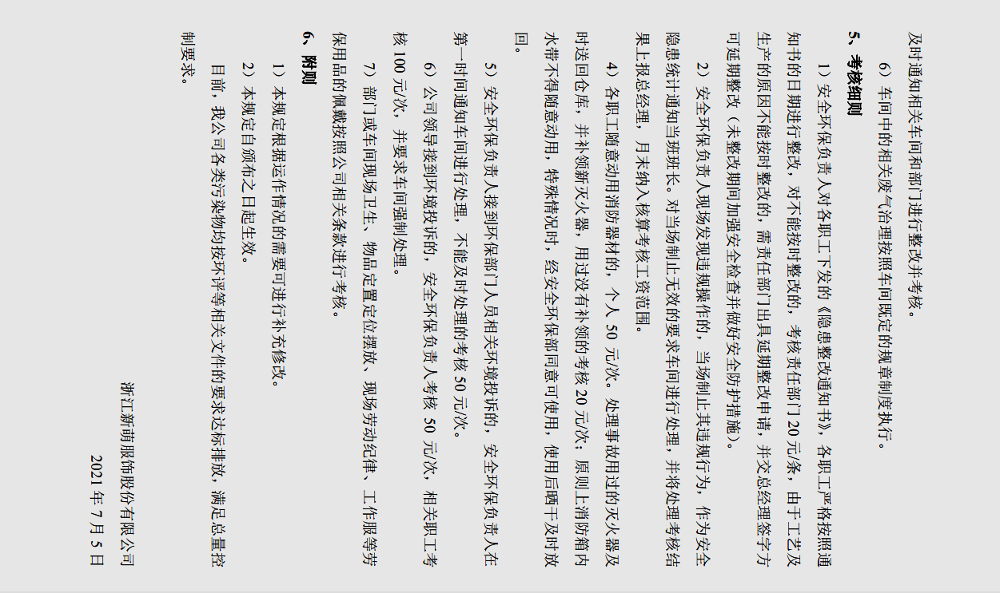 及时通知相关车间和部门进行整改并考核。
6）车间中的相关废气治理按照车间既定的规章制度执行。
5、考核细则
1）安全环保负责人对各职工下发的《隐患整改通知书》，各职工严格按照通
知书的日期进行整改，对不能按时整改的，考核责任部门 20 元/条，由于工艺及
生产的原因不能按时整改的，需责任部门出具延期整改申请，并交总经理签字方
可延期整改（未整改期间加强安全检查并做好安全防护措施）。
2）安全环保负责人现场发现违规操作的，当场制止其违规行为，作为安全
隐患统计通知当班班长。对当场制止无效的要求车间进行处理，并将处理考核结
果上报总经理，月末纳入核算考核工资范围。
4）各职工随意动用消防器材的，个人 50 元/次。处理事故用过的灭火器及
时送回仓库，并补领新灭火器，用过没有补领的考核 20 元/次；原则上消防箱内
水带不得随意动用，特殊情况时，经安全环保部同意可使用，使用后晒干及时放
回。
5）安全环保负责人接到环保部门人员相关环境投诉的，安全环保负责人在
第一时间通知车间进行处理，不能及时处理的考核 50 元/次。
6）公司领导接到环境投诉的，安全环保负责人考核 50 元/次，相关职工考
核 100 元/次，并要求车间强制处理。
7）部门或车间现场卫生、物品定置定位摆放、现场劳动纪律、工作服等劳
保用品的佩戴按照公司相关条款进行考核。
6、附则
1）本规定根据运作情况的需要可进行补充修改。
2）本规定自颁布之日起生效。
目前，我公司各类污染物均按环评等相关文件的要求达标排放，满足总量控
制要求。
浙江新萌服饰股份有限公司
2021 年 7 月 5 日